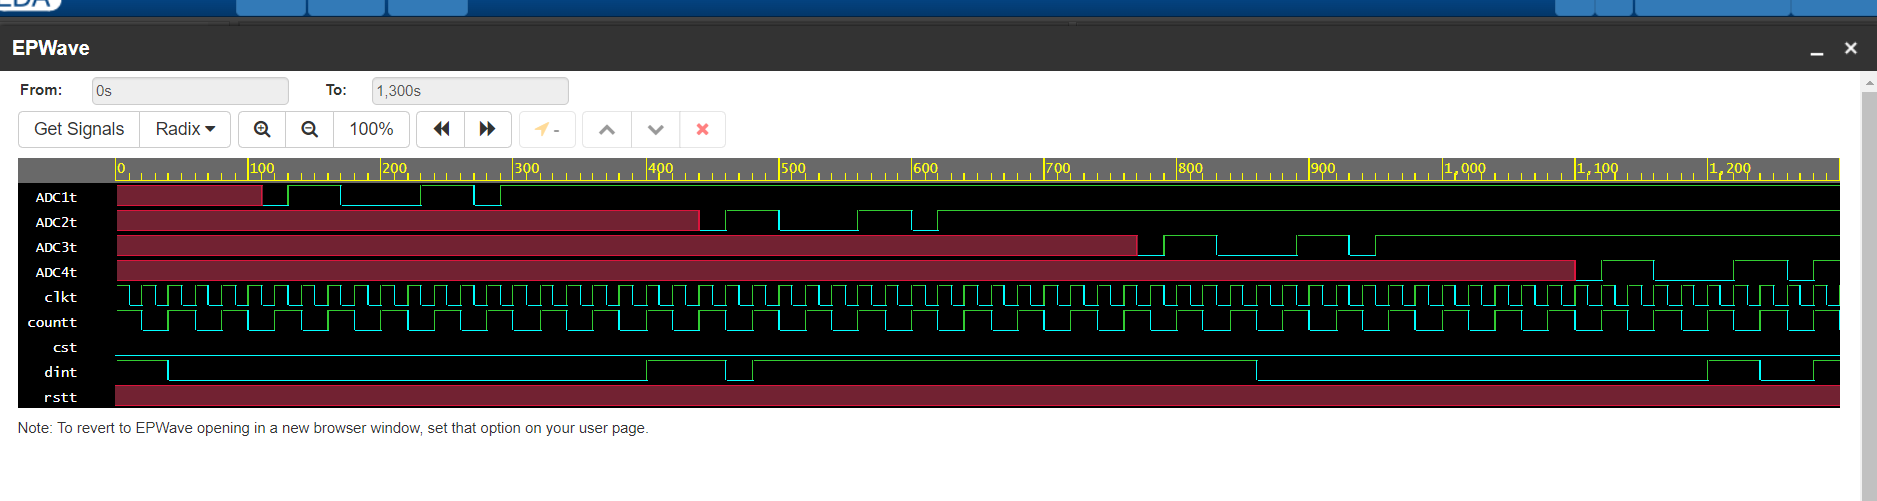 EDA
EPWave
From: 0s To: 1,300s
Get Signals Radix 100% -
0 100 200 300 400 500 600 700 800 900 1,000 1,100 1,200
ADC1t
ADC2t
ADC3t
ADC4t
clkt
countt
cst
dint
rstt
Note: To revert to EPWave opening in a new browser window, set that option on your user page.